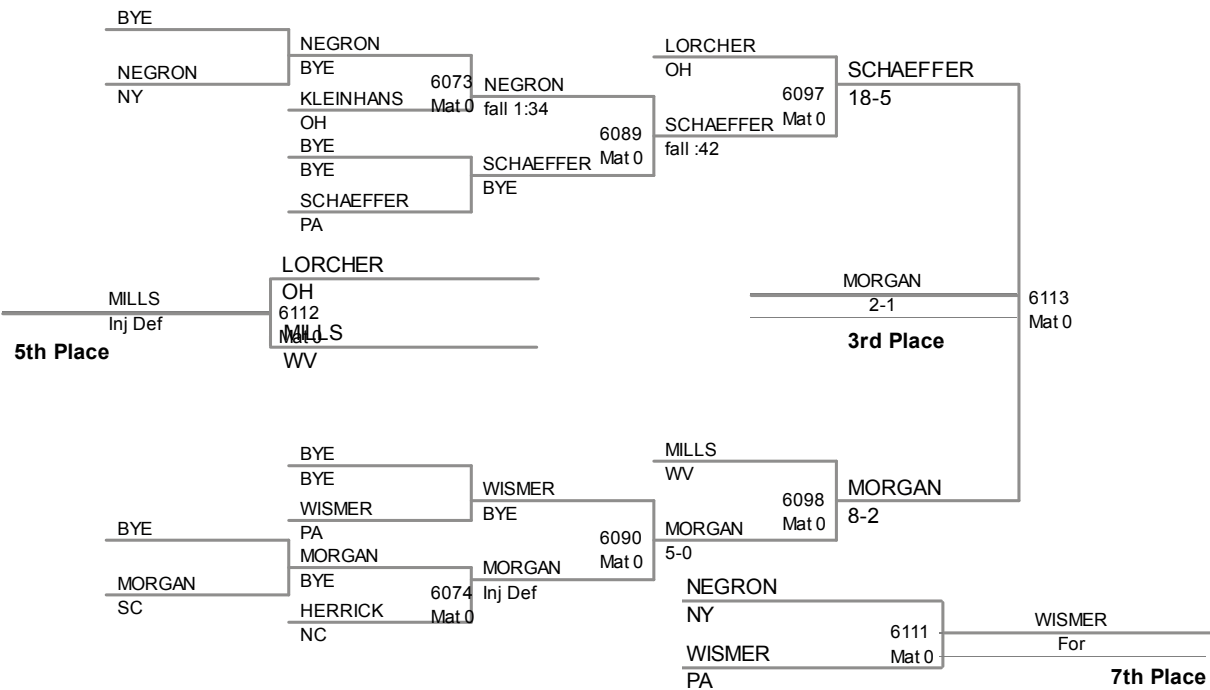 BYE
NEGRON
NY
NEGRON
BYE
KLEINHANS
OH
6073
Mat 0
NEGRON
fall 1:34
BYE
BYE
SCHAEFFER
PA
SCHAEFFER
BYE
6089
Mat 0
LORCHER
OH
SCHAEFFER
fall :42
6097
Mat 0
SCHAEFFER
18-5
MILLS
Inj Def
5th Place
LORCHER
OH
6112
Mat 0
MILLS
WV
MORGAN
2-1
3rd Place
6113
Mat 0
BYE
BYE
WISMER
PA
WISMER
BYE
BYE
MORGAN
SC
MORGAN
BYE
HERRICK
NC
6074
Mat 0
MORGAN
Inj Def
6090
Mat 0
MILLS
WV
MORGAN
5-0
6098
Mat 0
MORGAN
8-2
NEGRON
NY
WISMER
PA
6111
Mat 0
WISMER
For
7th Place